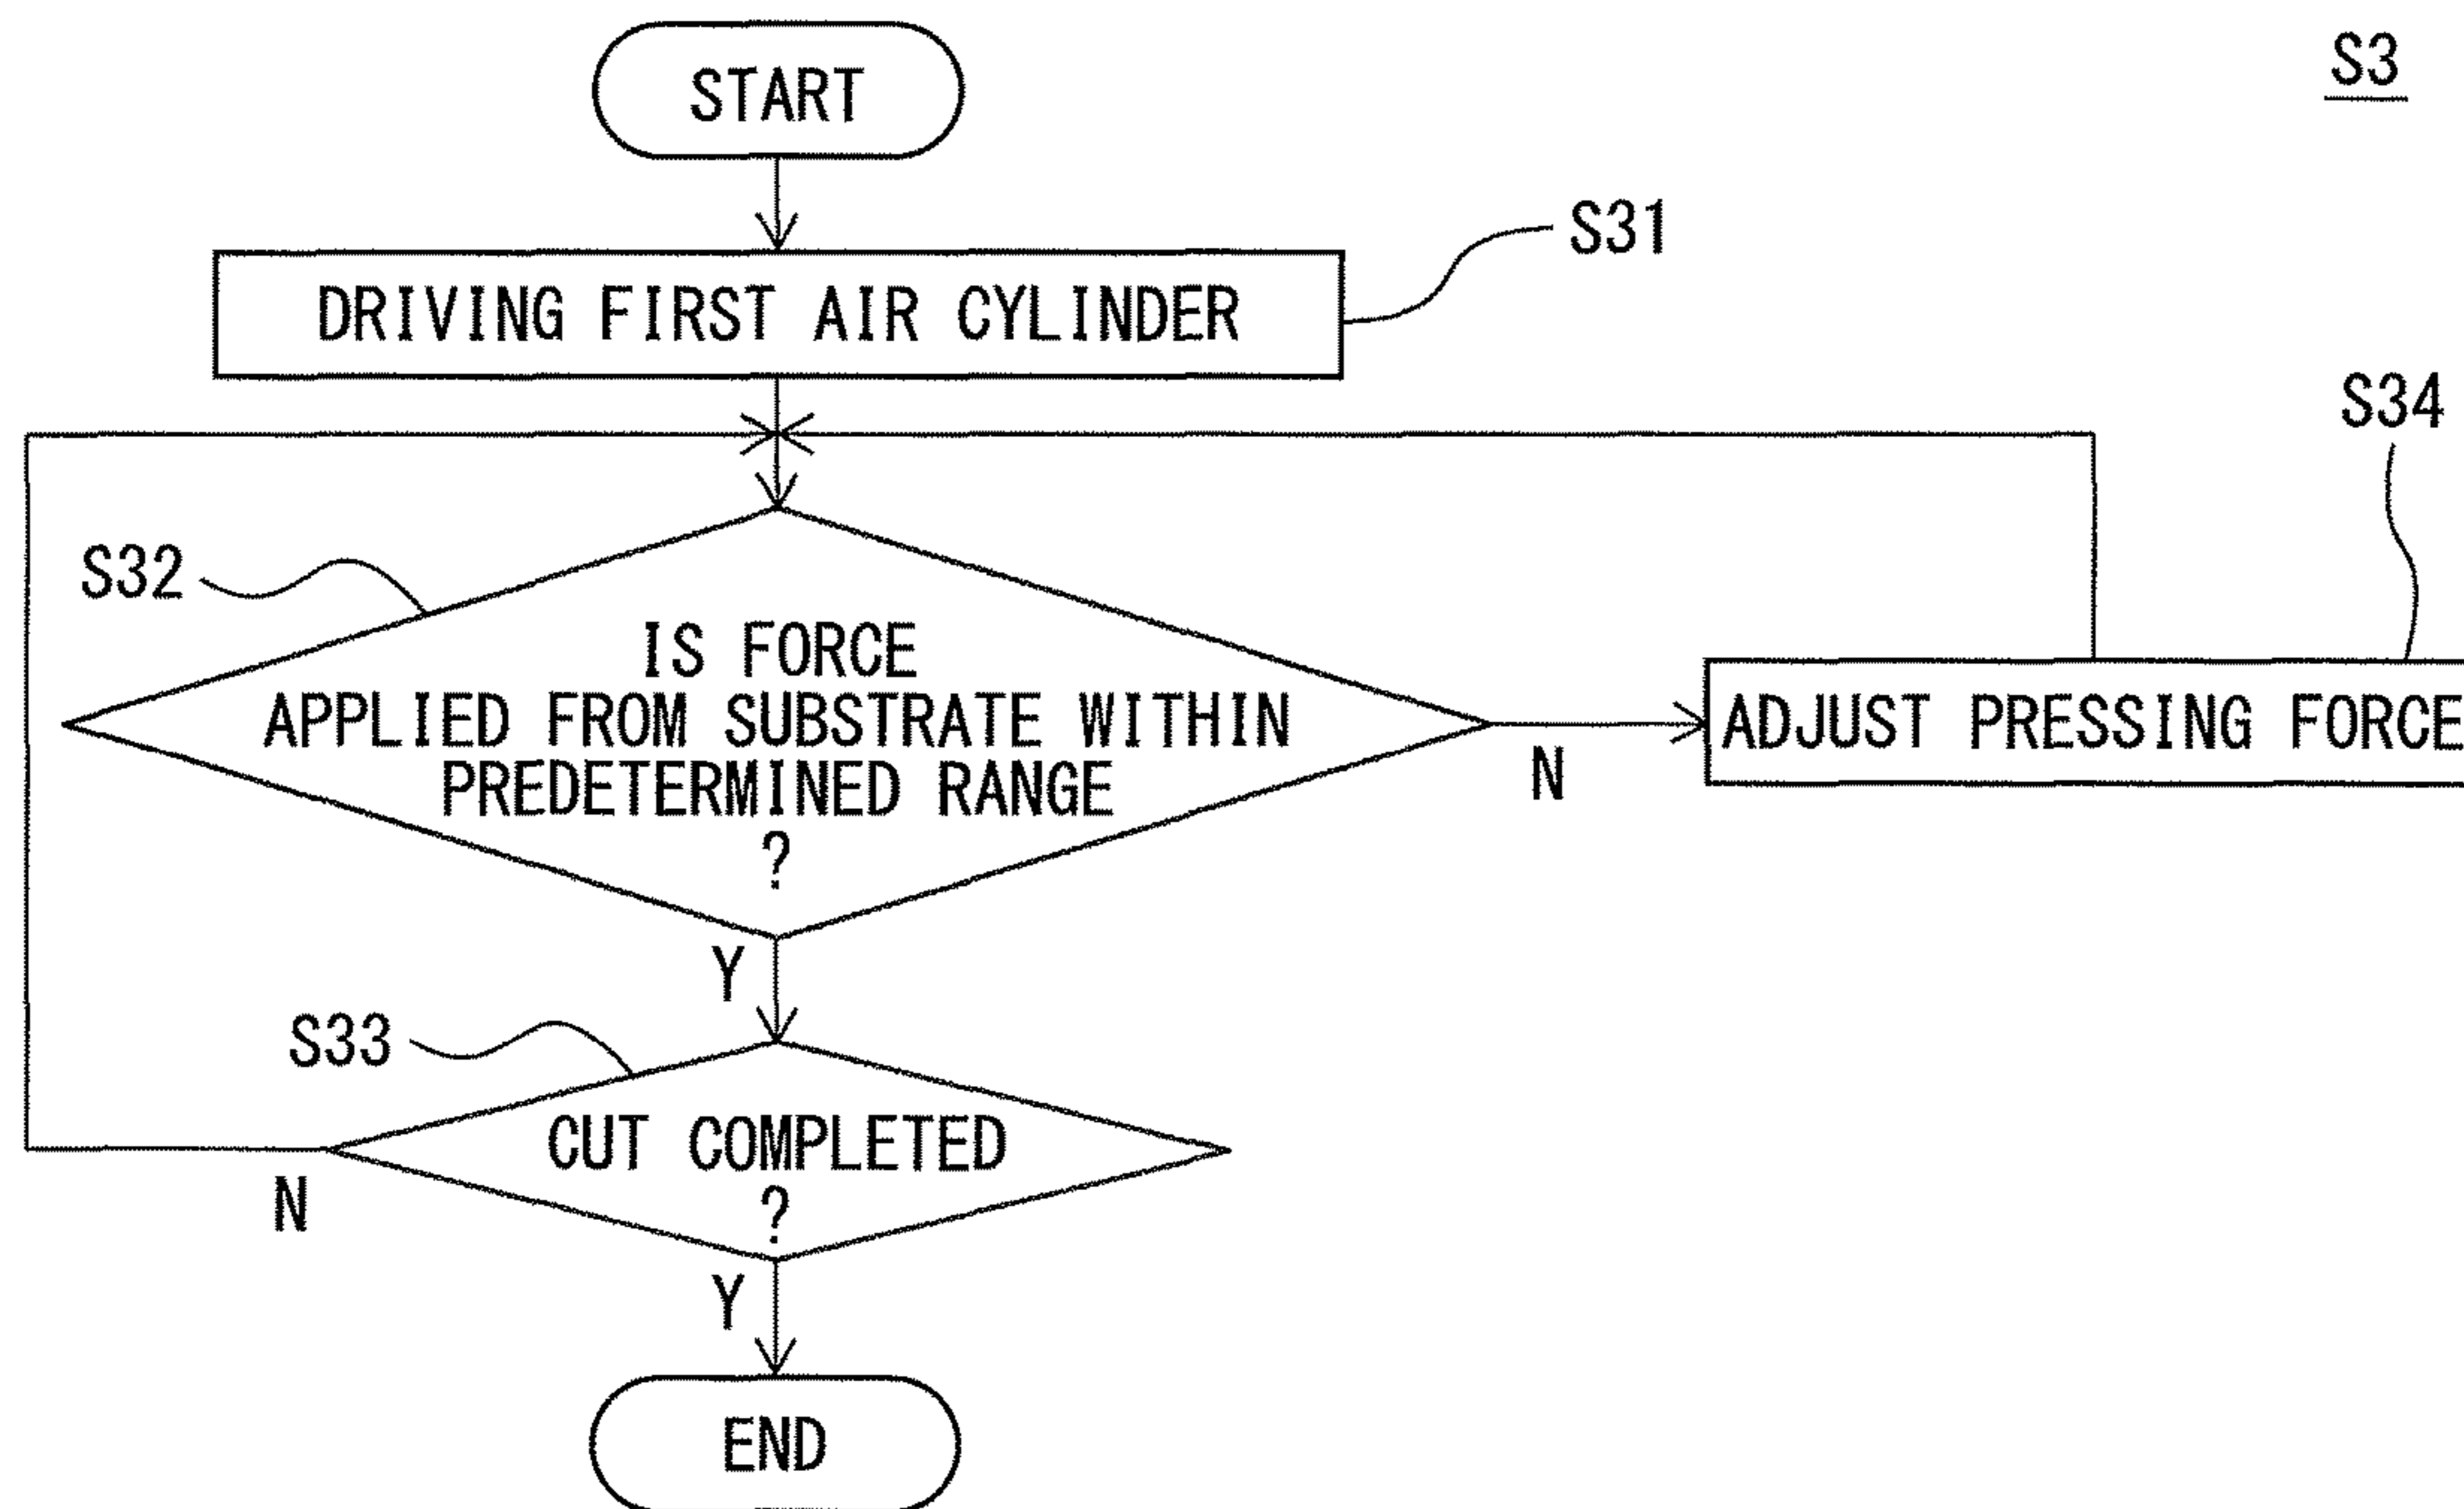 S3
START
S31
DRIVING FIRST AIR CYLINDER
S34
S32
IS FORCE
APPLIED FROM SUBSTRATE WITHIN
PREDETERMINED RANGE
?
N
ADJUST PRESSING FORCE
Y
S33
CUT COMPLETED
?
N
Y
END